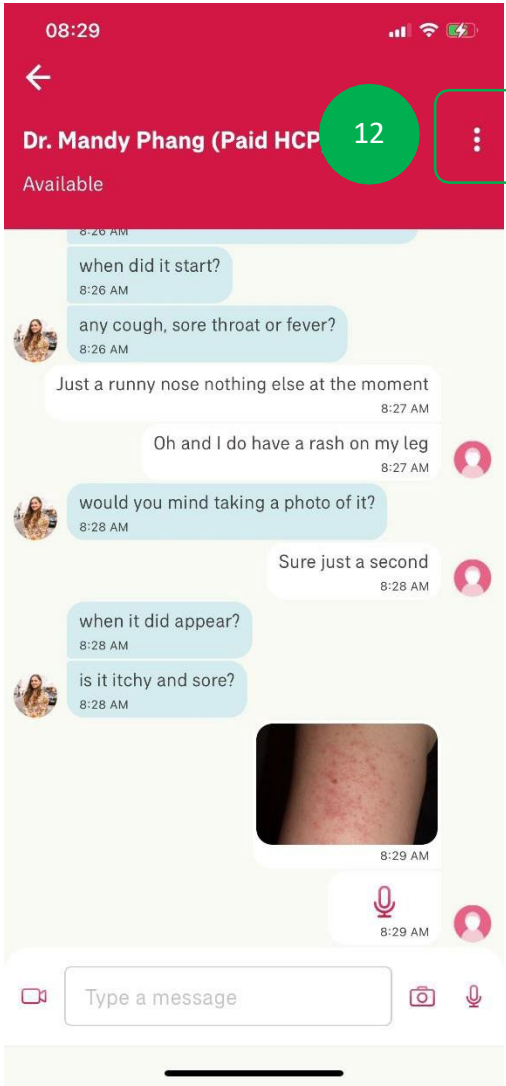 08:29
Dr. Mandy Phang (Paid HCP
12
Available
8:26 AM
when did it start?
8:26 AM
any cough, sore throat or fever?
8:26 AM
Just a runny nose nothing else at the moment
8:27 AM
Oh and I do have a rash on my leg
8:27 AM
would you mind taking a photo of it?
8:28 AM
Sure just a second
8:28 AM
when it did appear?
8:28 AM
is it itchy and sore?
8:28 AM
8:29 AM
8:29 AM
Type a message